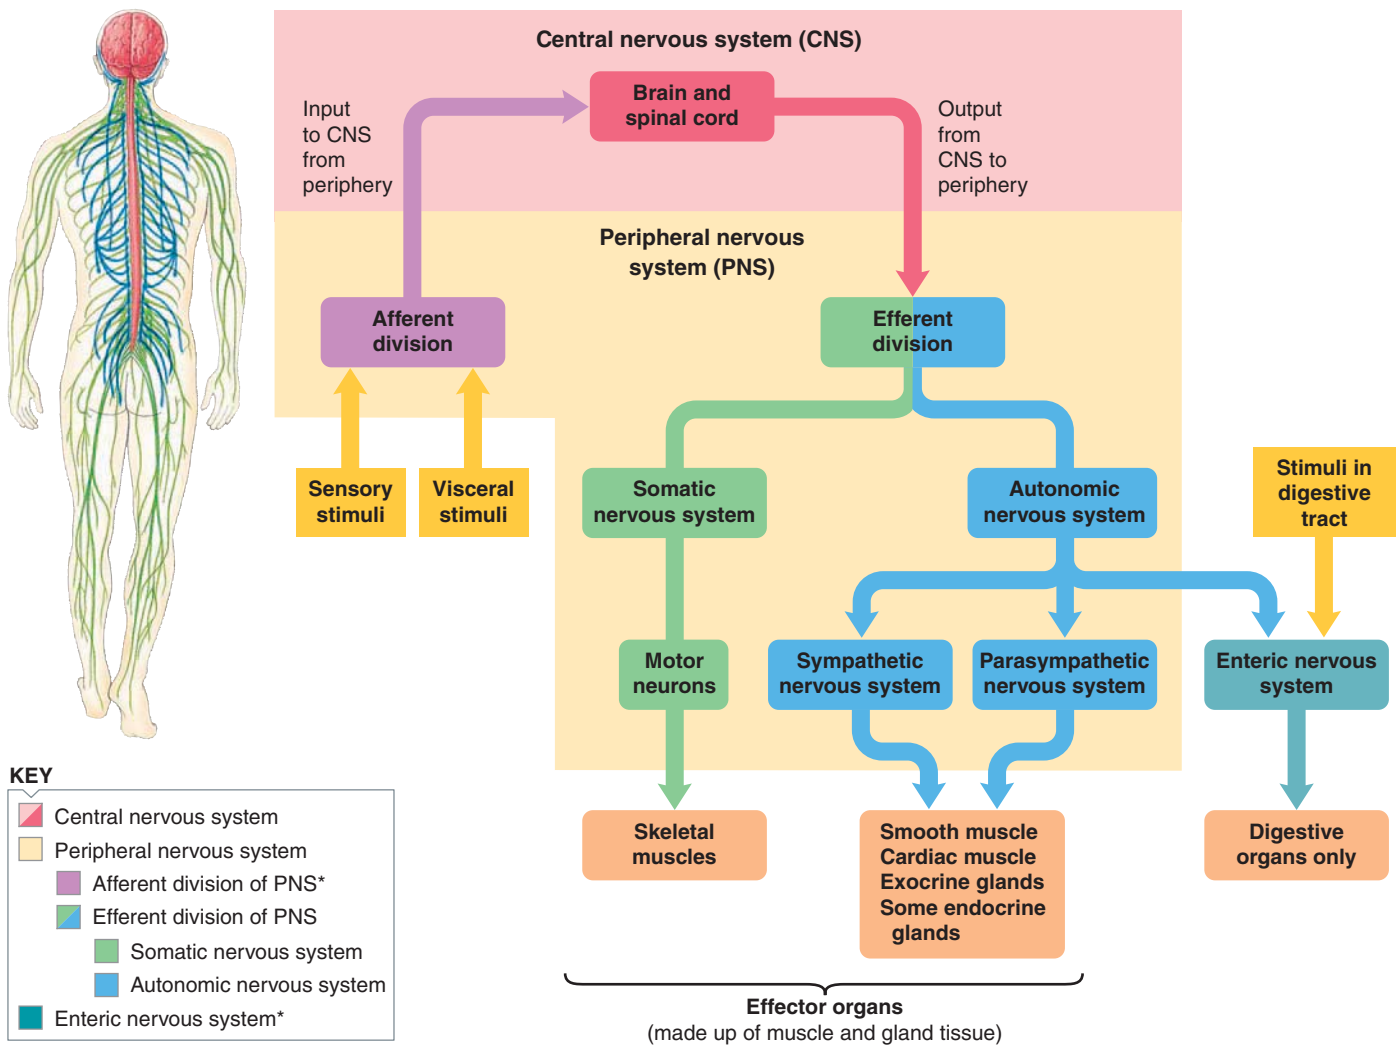 Central nervous system (CNS)
Input
to CNS
from
periphery
Brain and
spinal cord
Output
from
CNS to
periphery
Peripheral nervous
system (PNS)
Afferent
division
Efferent
division
Sensory
stimuli
Visceral
stimuli
Somatic
nervous system
Autonomic
nervous system
Stimuli in
digestive
tract
Motor
neurons
Sympathetic
nervous system
Parasympathetic
nervous system
Enteric nervous
system
Skeletal
muscles
Smooth muscle
Cardiac muscle
Exocrine glands
Some endocrine
glands
Digestive
organs only
Effector organs
(made up of muscle and gland tissue)
KEY
Central nervous system
Peripheral nervous system
Afferent division of PNS*
Efferent division of PNS
Somatic nervous system
Autonomic nervous system
Enteric nervous system*